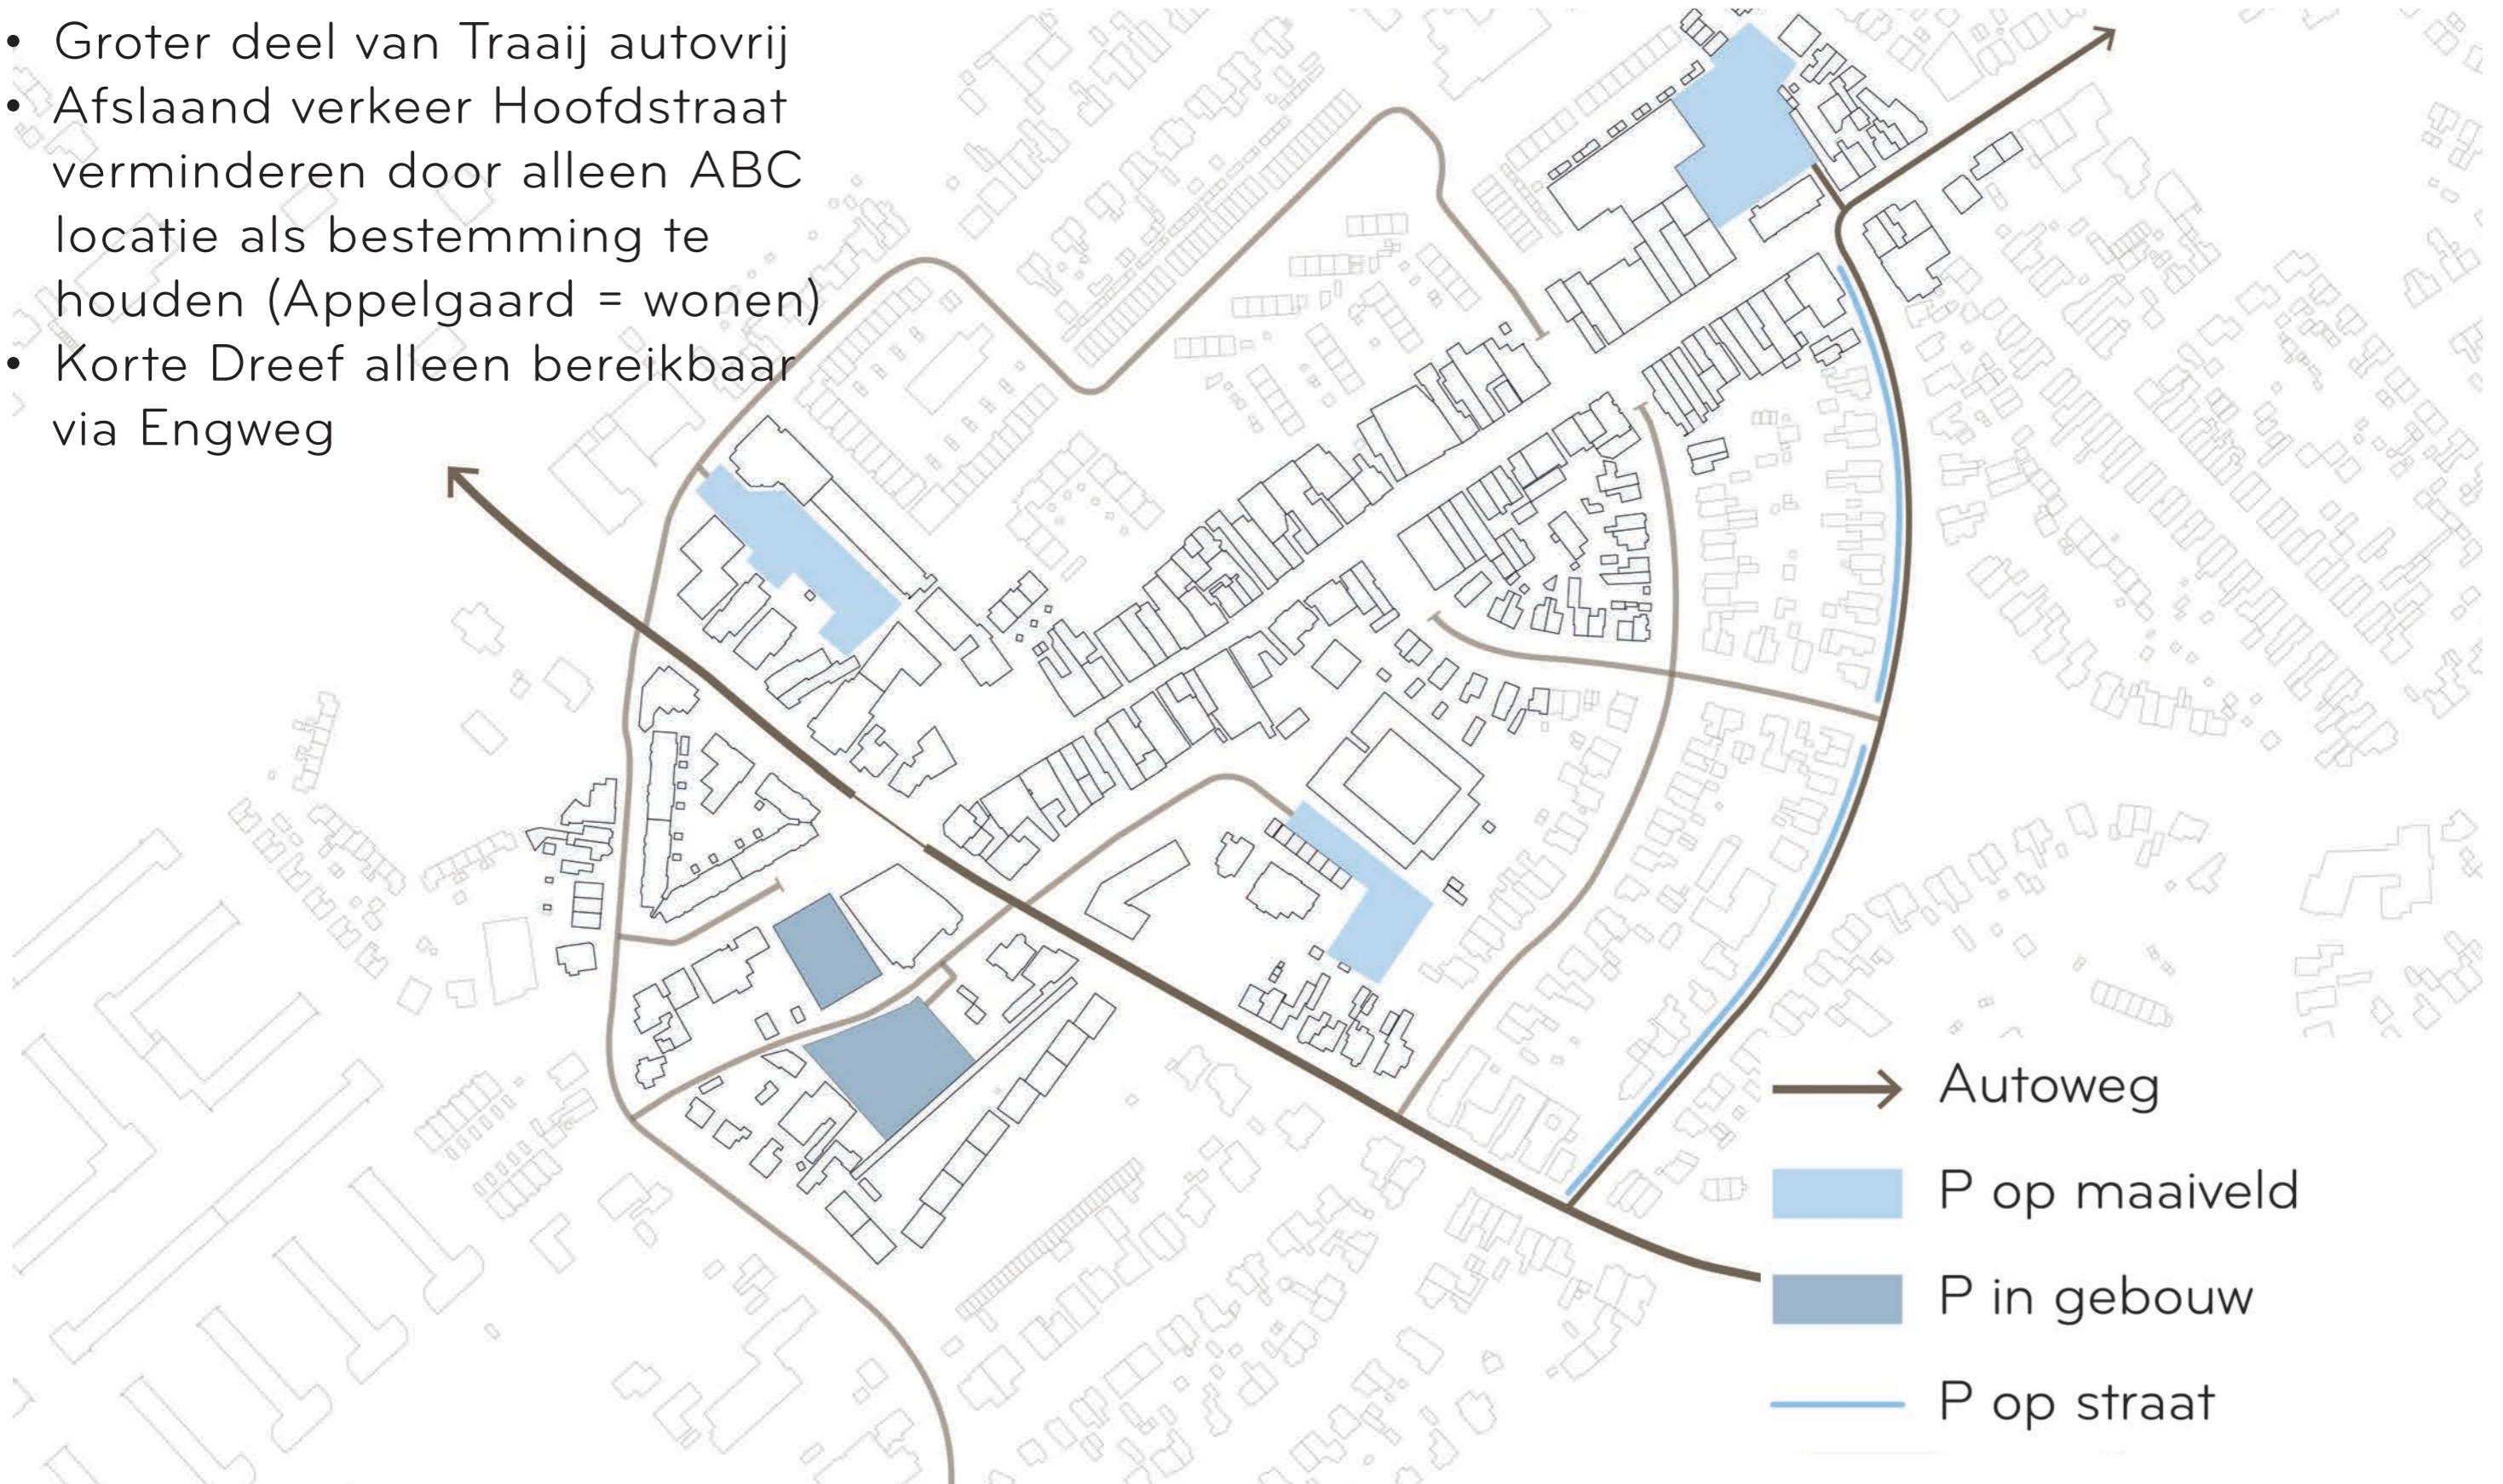 • Groter deel van Traaij autovrij
• Afslaand verkeer Hoofdstraat
verminderen door alleen ABC
locatie als bestemming te
houden (Appelgaard = wonen)
• Korte Dreef alleen bereikbaar
via Engweg
Autoweg
P op maaiveld
P in gebouw
P op straat